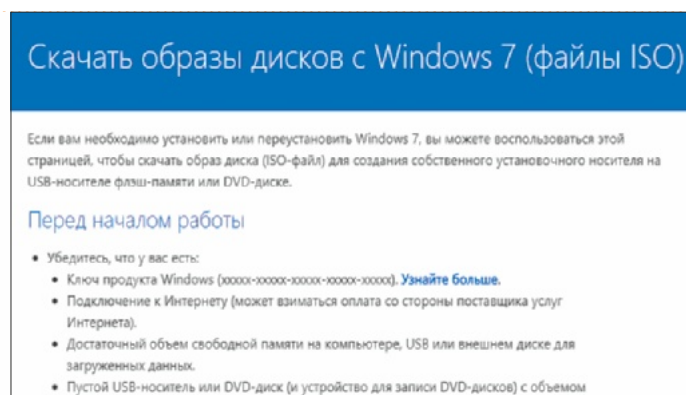 Скачать образы дисков с Windows 7 (файлы ISO)
Если вам необходимо установить или переустановить Windows 7, вы можете воспользоваться этой
страницей, чтобы скачать образ диска (ISO-файл) для создания собственного установочного носителя на
USB-носителе флэш-памяти или DVD-диске.
Перед началом работы
• Убедитесь, что у вас есть:
• Ключ продукта Windows (xxxxx-xxxxx-xxxxx-xxxxx-xxxxx). Узнайте больше.
• Подключение к Интернету (может взиматься оплата со стороны поставщика услуг
Интернета).
• Достаточный объем свободной памяти на компьютере, USB или внешнем диске для
загруженных данных.
• Пустой USB-носитель или DVD-диск (и устройство для записи DVD-дисков) с объемом